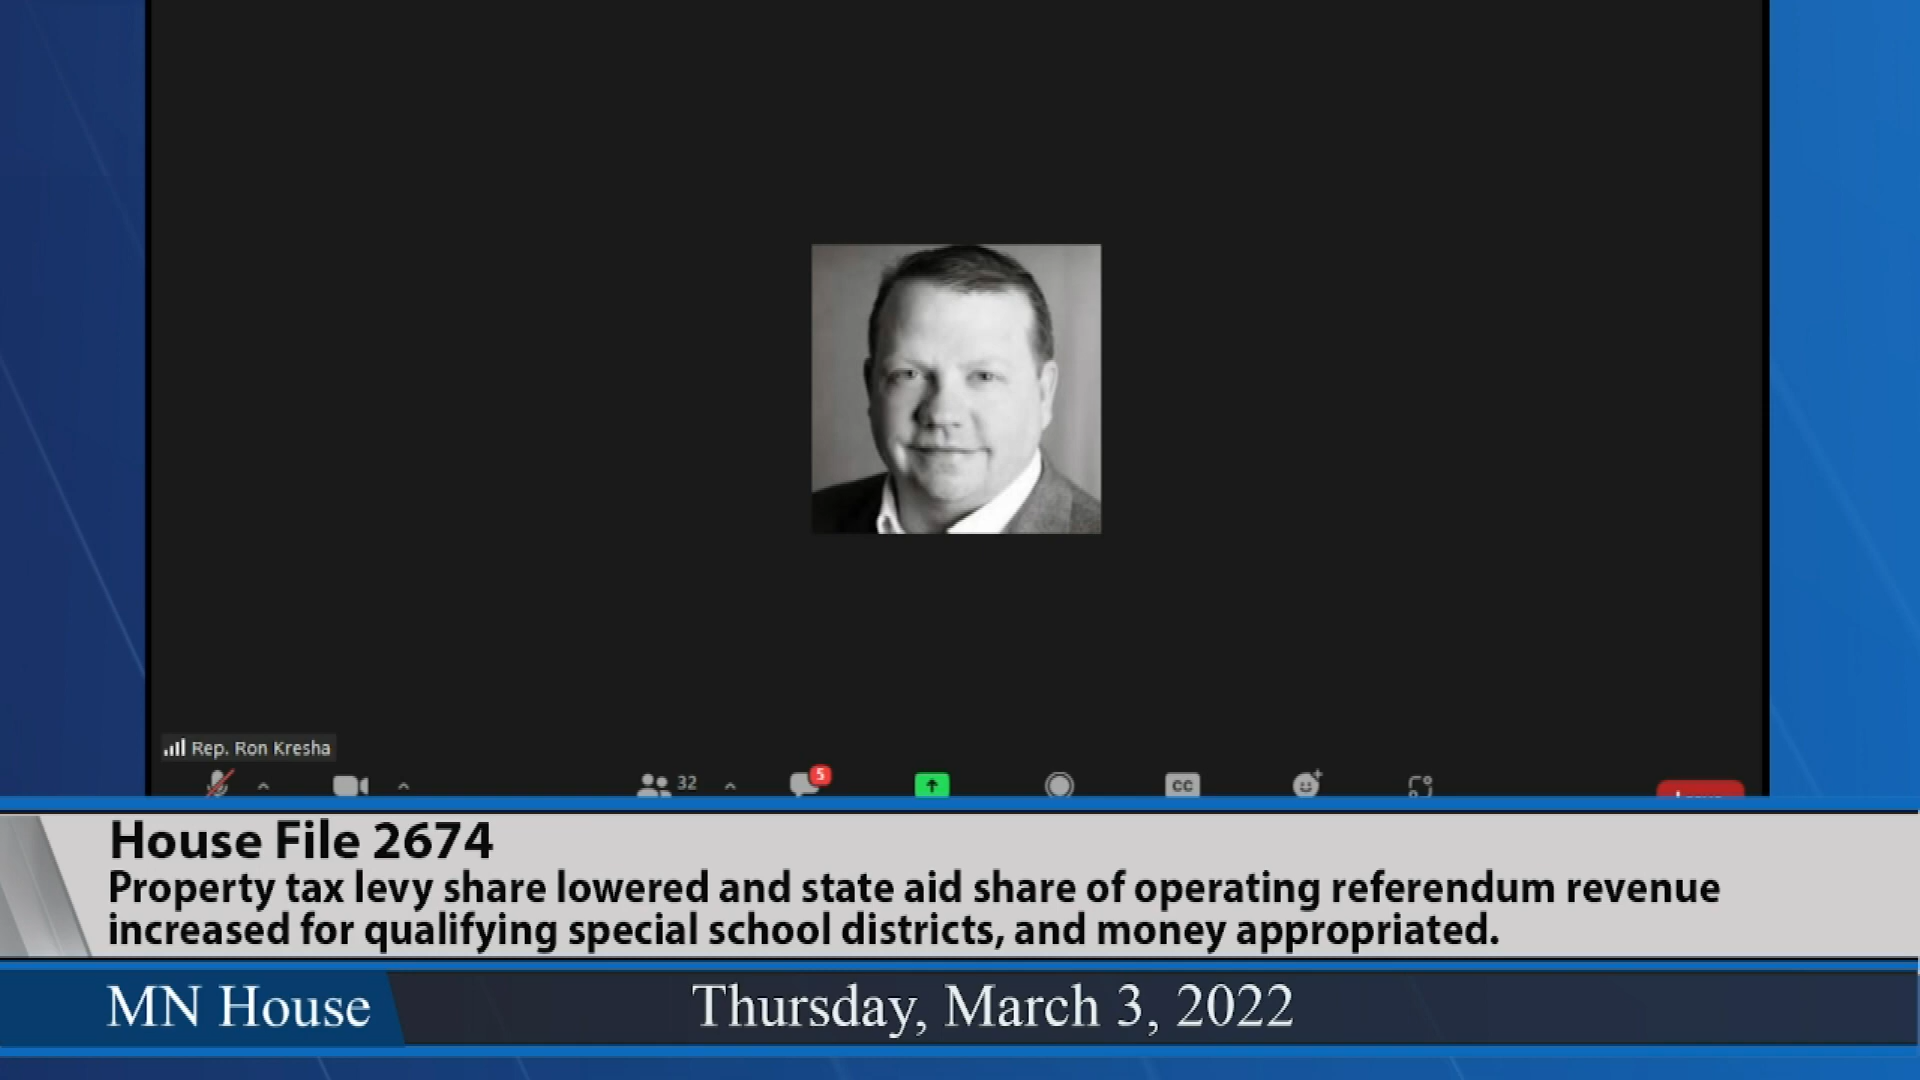 Rep. Ron Kresha
32
5
CC
House File 2674
Property tax levy share lowered and state aid share of operating referendum revenue
increased for qualifying special school districts, and money appropriated.
MN House
Thursday, March 3, 2022